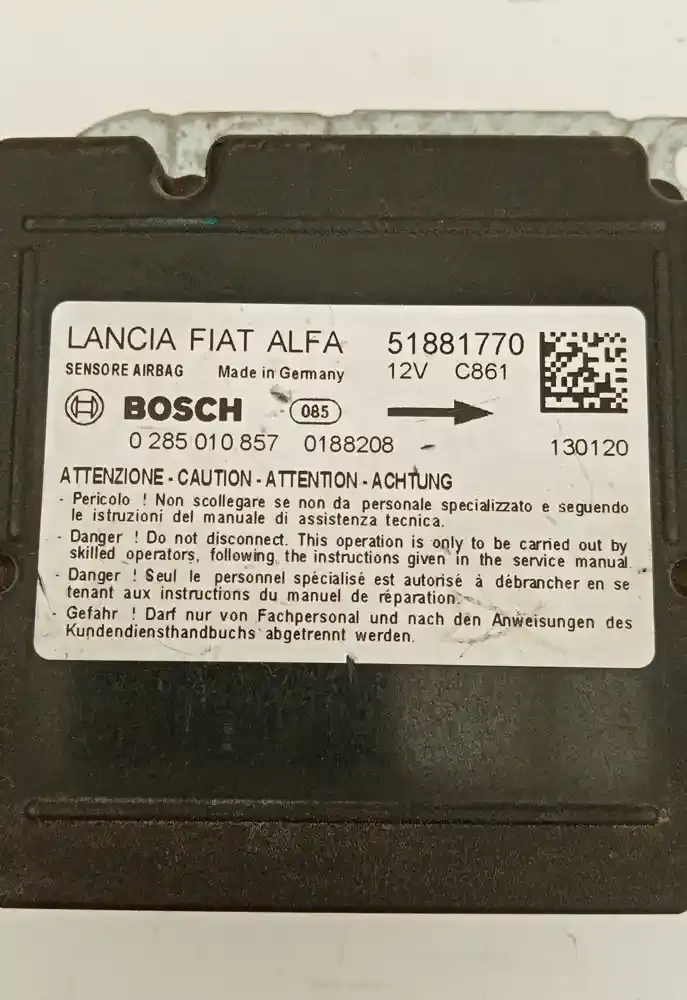 LANCIA FIAT ALFA 51881770
SENSORE AIRBAG Made in Germany 12V C861
BOSCH 085
0 285 010 857 0188208 130120
ATTENZIONE - CAUTION - ATTENTION - ACHTUNG
- Pericolo ! Non scollegare se non da personale specializzato e seguendo
le istruzioni del manuale di assistenza tecnica.
- Danger ! Do not disconnect. This operation is only to be carried out by
skilled operators, following the instructions given in the service manual.
- Danger ! Seul le personnel spécialisé est autorisé à débrancher en se
tenant aux instructions du manuel de réparation.
- Gefahr ! Darf nur von Fachpersonal und nach den Anweisungen des
Kundendiensthandbuchs abgetrennt werden.